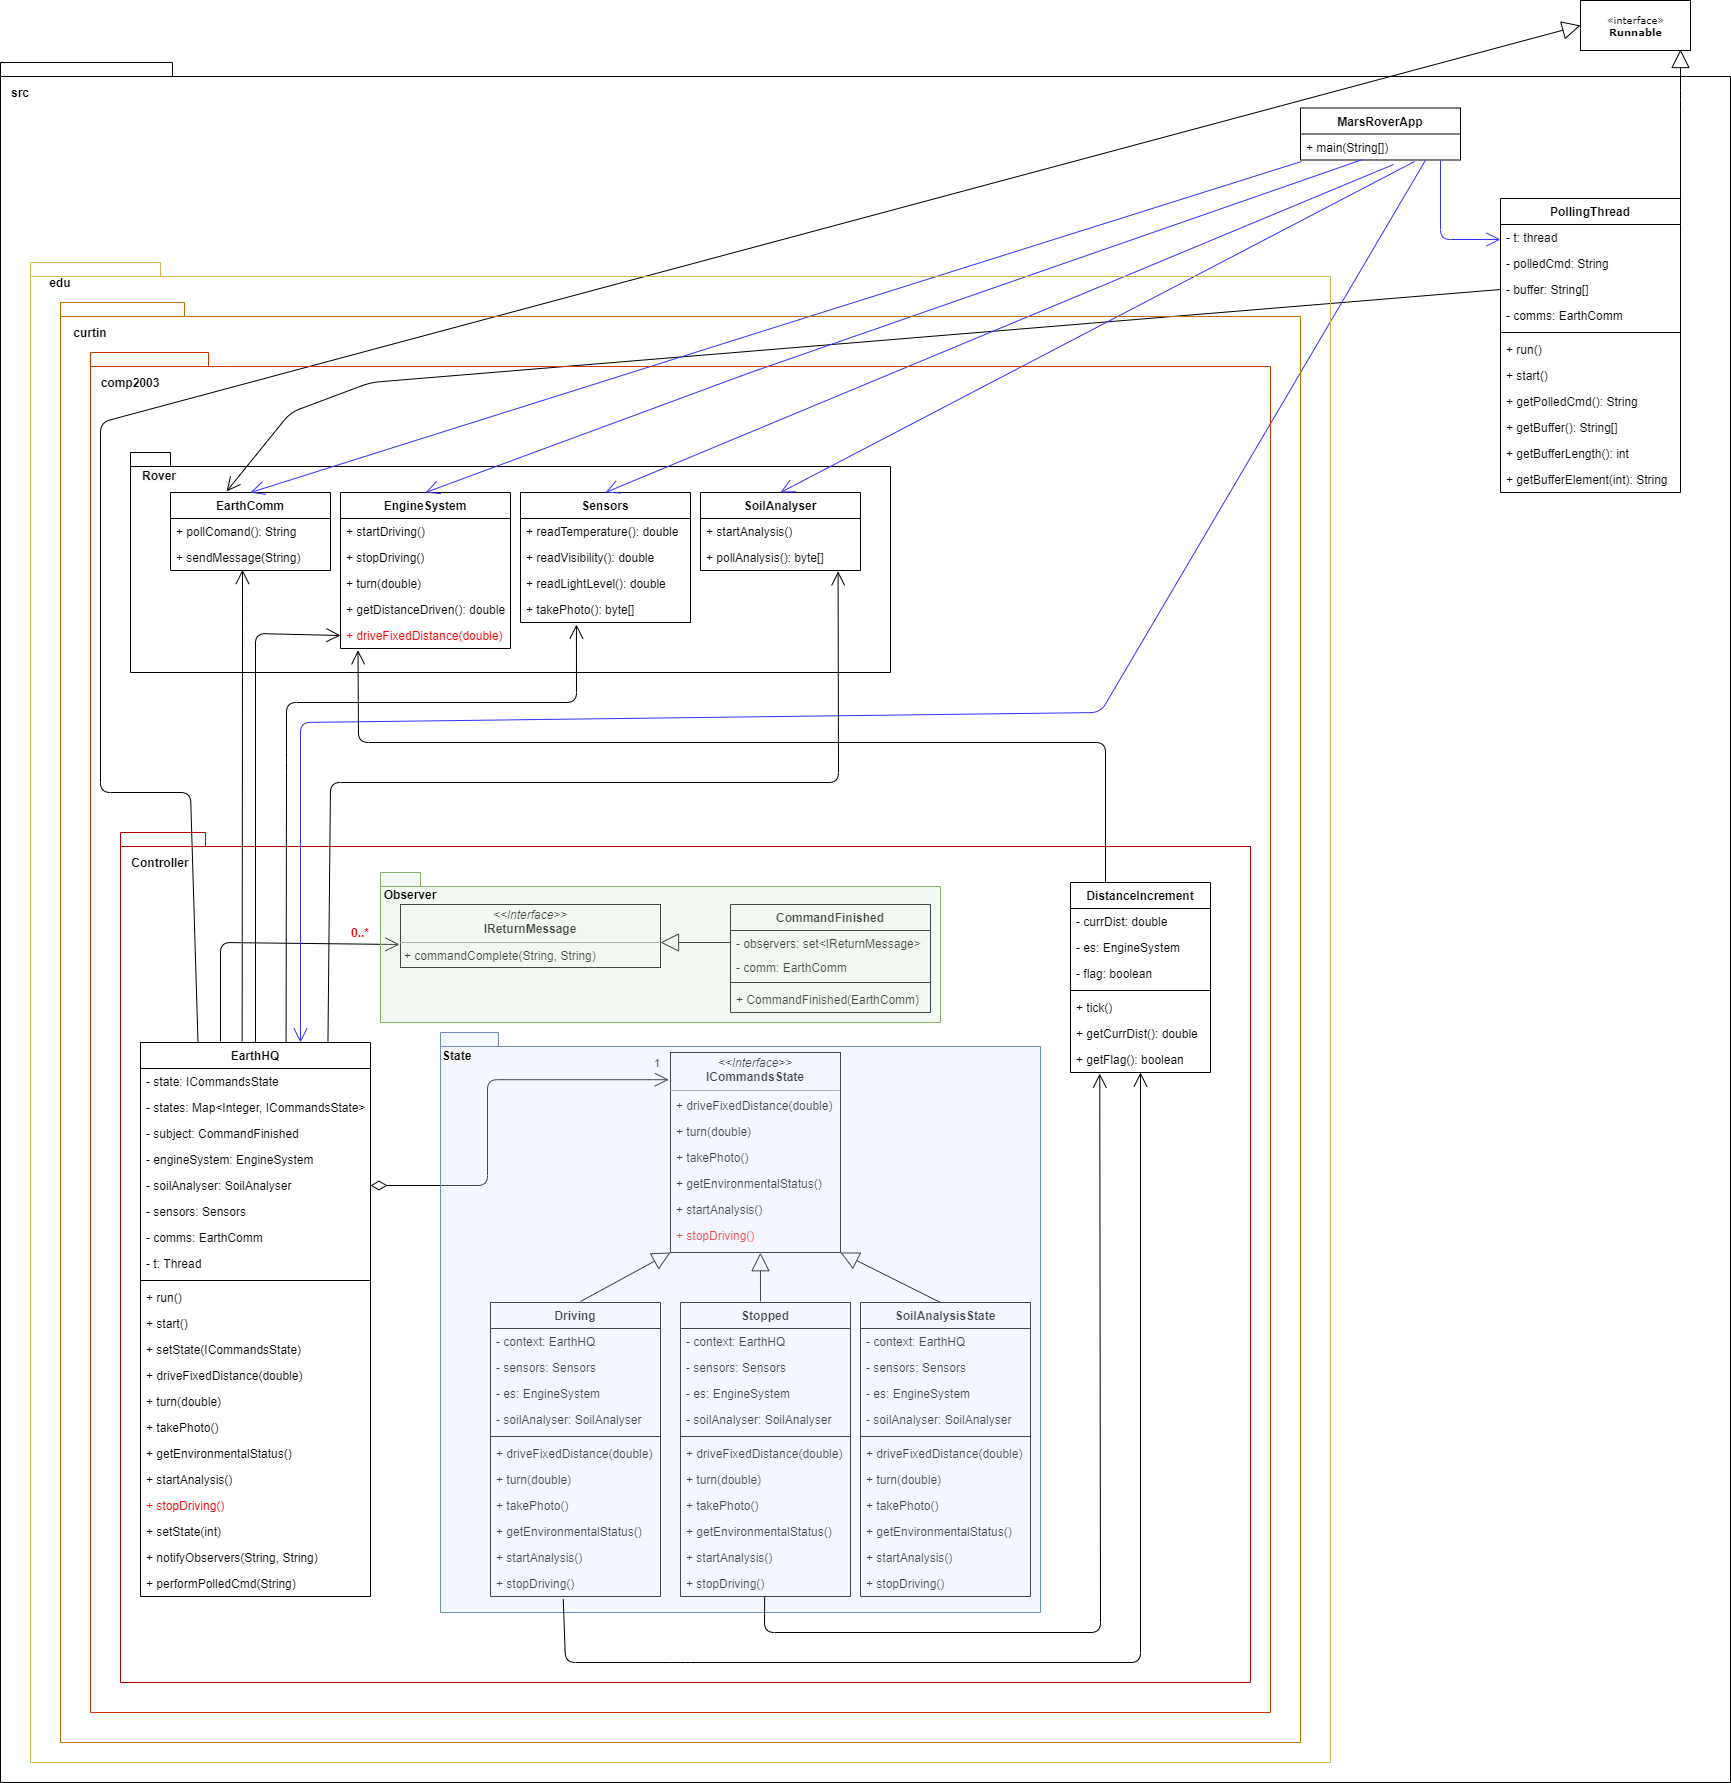 «interface»
Runnable
src
MarsRoverApp
+ main(String[])
PollingThread
- t: thread
- polledCmd: String
- buffer: String[]
- comms: EarthComm
+ run()
+ start()
+ getPolledCmd(): String
+ getBuffer(): String[]
+ getBufferLength(): int
+ getBufferElement(int): String
edu
curtin
comp2003
Rover
EarthComm
+ pollComand(): String
+ sendMessage(String)
EngineSystem
+ startDriving()
+ stopDriving()
+ turn(double)
+ getDistanceDriven(): double
+ driveFixedDistance(double)
Sensors
+ readTemperature(): double
+ readVisibility(): double
+ readLightLevel(): double
+ takePhoto(): byte[]
SoilAnalyser
+ startAnalysis()
+ pollAnalysis(): byte[]
Controller
Observer
0..*
<<Interface>>
IReturnMessage
+ commandComplete(String, String)
CommandFinished
- observers: set<IReturnMessage>
- comm: EarthComm
+ CommandFinished(EarthComm)
DistanceIncrement
- currDist: double
- es: EngineSystem
- flag: boolean
+ tick()
+ getCurrDist(): double
+ getFlag(): boolean
EarthHQ
- state: ICommandsState
- states: Map<Integer, ICommandsState>
- subject: CommandFinished
- engineSystem: EngineSystem
- soilAnalyser: SoilAnalyser
- sensors: Sensors
- comms: EarthComm
- t: Thread
+ run()
+ start()
+ setState(ICommandsState)
+ driveFixedDistance(double)
+ turn(double)
+ takePhoto()
+ getEnvironmentalStatus()
+ startAnalysis()
+ stopDriving()
+ setState(int)
+ notifyObservers(String, String)
+ performPolledCmd(String)
State
1
<<Interface>>
ICommandsState
+ driveFixedDistance(double)
+ turn(double)
+ takePhoto()
+ getEnvironmentalStatus()
+ startAnalysis()
+ stopDriving()
Driving
- context: EarthHQ
- sensors: Sensors
- es: EngineSystem
- soilAnalyser: SoilAnalyser
+ driveFixedDistance(double)
+ turn(double)
+ takePhoto()
+ getEnvironmentalStatus()
+ startAnalysis()
+ stopDriving()
Stopped
- context: EarthHQ
- sensors: Sensors
- es: EngineSystem
- soilAnalyser: SoilAnalyser
+ driveFixedDistance(double)
+ turn(double)
+ takePhoto()
+ getEnvironmentalStatus()
+ startAnalysis()
+ stopDriving()
SoilAnalysisState
- context: EarthHQ
- sensors: Sensors
- es: EngineSystem
- soilAnalyser: SoilAnalyser
+ driveFixedDistance(double)
+ turn(double)
+ takePhoto()
+ getEnvironmentalStatus()
+ startAnalysis()
+ stopDriving()